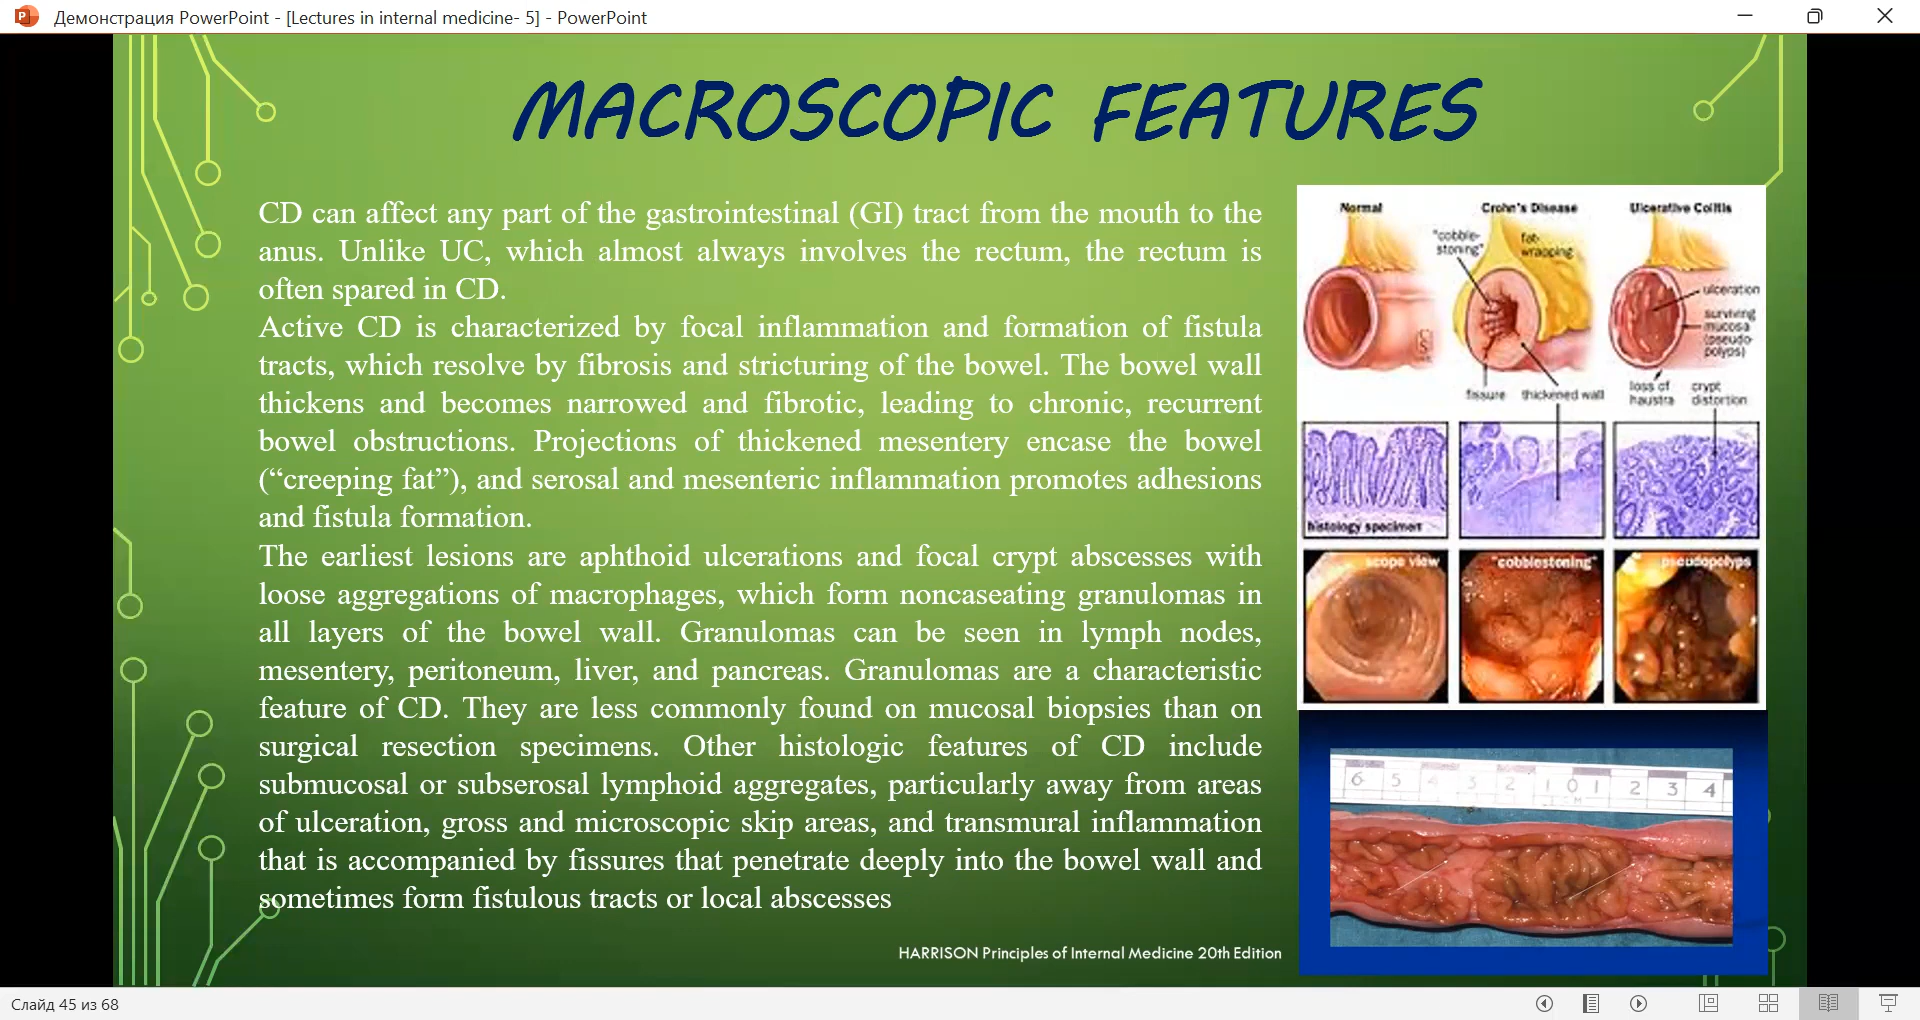 Демонстрация PowerPoint - [Lectures in internal medicine- 5] - PowerPoint
MACROSCOPIC FEATURES
CD can affect any part of the gastrointestinal (GI) tract from the mouth to the
anus. Unlike UC, which almost always involves the rectum, the rectum is
often spared in CD.
Active CD is characterized by focal inflammation and formation of fistula
tracts, which resolve by fibrosis and stricturing of the bowel. The bowel wall
thickens and becomes narrowed and fibrotic, leading to chronic, recurrent
bowel obstructions. Projections of thickened mesentery encase the bowel
(“creeping fat”), and serosal and mesenteric inflammation promotes adhesions
and fistula formation.
The earliest lesions are aphthoid ulcerations and focal crypt abscesses with
loose aggregations of macrophages, which form noncaseating granulomas in
all layers of the bowel wall. Granulomas can be seen in lymph nodes,
mesentery, peritoneum, liver, and pancreas. Granulomas are a characteristic
feature of CD. They are less commonly found on mucosal biopsies than on
surgical resection specimens. Other histologic features of CD include
submucosal or subserosal lymphoid aggregates, particularly away from areas
of ulceration, gross and microscopic skip areas, and transmural inflammation
that is accompanied by fissures that penetrate deeply into the bowel wall and
sometimes form fistulous tracts or local abscesses
HARRISON Principles of Internal Medicine 20th Edition
Normal
Crohn's Disease
Ulcerative Colitis
"cobble-
stoning"
fat-
wrapping
ulceration
surviving
mucosa
(pseudo-
polyps)
fissure
thickened wall
loss of
haustra
crypt
distortion
histology specimen
scope view
"cobblestoning"
pseudopolyps
6 5 4 3 2 1 0 1 2 3 4
Слайд 45 из 68